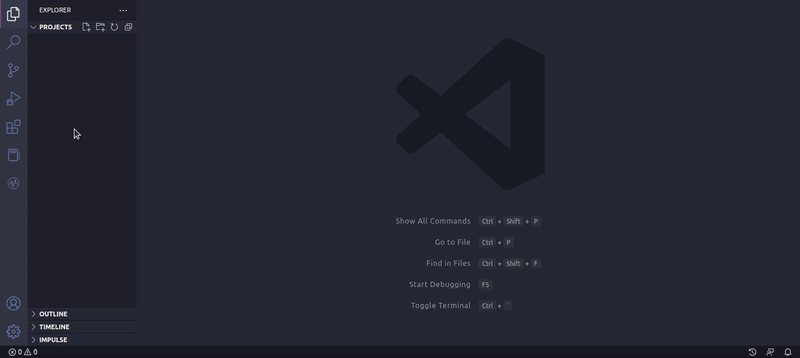 EXPLORER
PROJECTS
Show All Commands Ctrl + Shift + P
Go to File Ctrl + P
Find in Files Ctrl + Shift + F
Start Debugging F5
Toggle Terminal Ctrl + `
OUTLINE
TIMELINE
IMPULSE
0 0